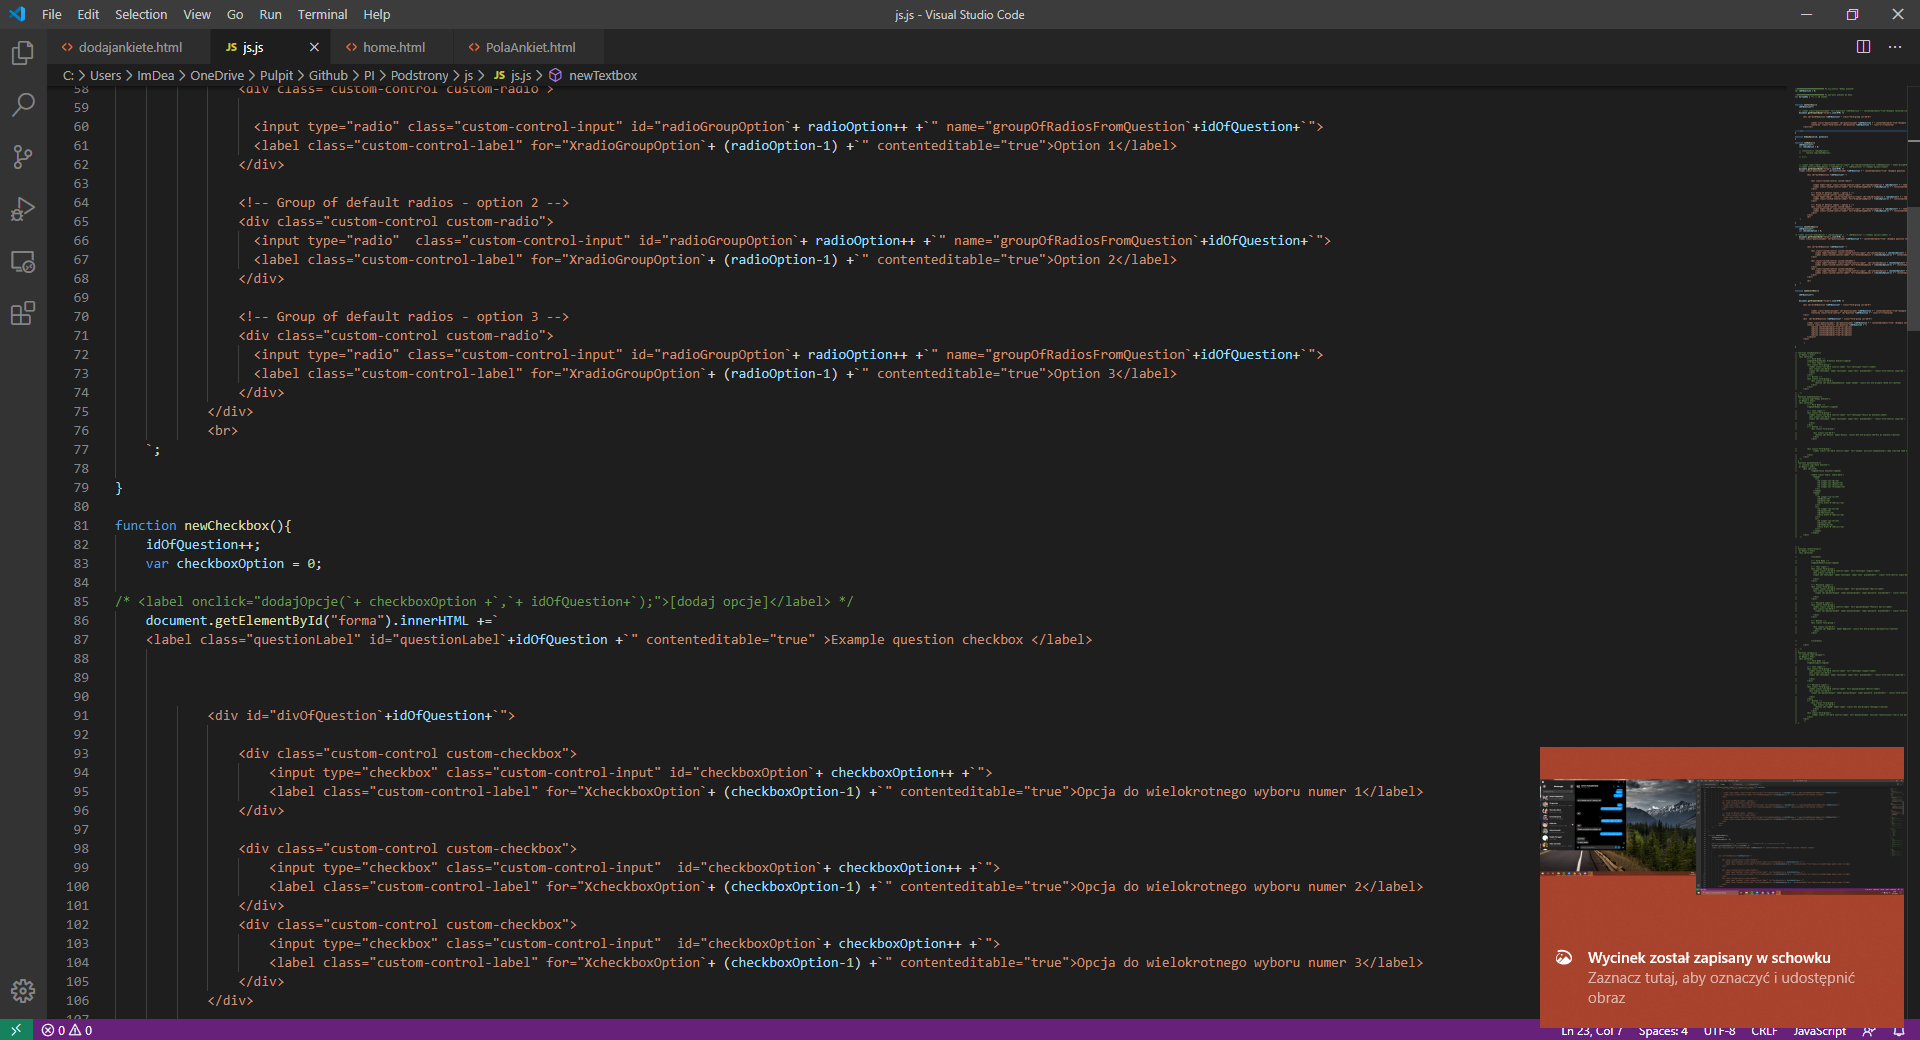 File Edit Selection View Go Run Terminal Help
js.js - Visual Studio Code
dodajankiete.html
JS js.js
home.html
PolaAnkiet.html
C: > Users > ImDea > OneDrive > Pulpit > Github > PI > Podstrony > js > JS js.js > newTextbox
58 <div class="custom-control custom-radio">
59
60 <input type="radio" class="custom-control-input" id="radioGroupOption`+ radioOption++ +`" name="groupOfRadiosFromQuestion`+idOfQuestion+`">
61 <label class="custom-control-label" for="XradioGroupOption`+ (radioOption-1) +`" contenteditable="true">Option 1</label>
62 </div>
63
64 <!-- Group of default radios - option 2 -->
65 <div class="custom-control custom-radio">
66 <input type="radio"  class="custom-control-input" id="radioGroupOption`+ radioOption++ +`" name="groupOfRadiosFromQuestion`+idOfQuestion+`">
67 <label class="custom-control-label" for="XradioGroupOption`+ (radioOption-1) +`" contenteditable="true">Option 2</label>
68 </div>
69
70 <!-- Group of default radios - option 3 -->
71 <div class="custom-control custom-radio">
72 <input type="radio" class="custom-control-input" id="radioGroupOption`+ radioOption++ +`" name="groupOfRadiosFromQuestion`+idOfQuestion+`">
73 <label class="custom-control-label" for="XradioGroupOption`+ (radioOption-1) +`" contenteditable="true">Option 3</label>
74 </div>
75 </div>
76 <br>
77 `;
78
79 }
80
81 function newCheckbox(){
82 idOfQuestion++;
83 var checkboxOption = 0;
84
85 /* <label onclick="dodajOpcje(`+ checkboxOption +`,`+ idOfQuestion+`);">[dodaj opcje]</label> */
86 document.getElementById("forma").innerHTML +=`
87 <label class="questionLabel" id="questionLabel`+idOfQuestion +`" contenteditable="true" >Example question checkbox </label>
88
89
90
91 <div id="divOfQuestion`+idOfQuestion+`">
92
93 <div class="custom-control custom-checkbox">
94 <input type="checkbox" class="custom-control-input" id="checkboxOption`+ checkboxOption++ +`">
95 <label class="custom-control-label" for="XcheckboxOption`+ (checkboxOption-1) +`" contenteditable="true">Opcja do wielokrotnego wyboru numer 1</label>
96 </div>
97
98 <div class="custom-control custom-checkbox">
99 <input type="checkbox" class="custom-control-input"  id="checkboxOption`+ checkboxOption++ +`">
100 <label class="custom-control-label" for="XcheckboxOption`+ (checkboxOption-1) +`" contenteditable="true">Opcja do wielokrotnego wyboru numer 2</label>
101 </div>
102 <div class="custom-control custom-checkbox">
103 <input type="checkbox" class="custom-control-input"  id="checkboxOption`+ checkboxOption++ +`">
104 <label class="custom-control-label" for="XcheckboxOption`+ (checkboxOption-1) +`" contenteditable="true">Opcja do wielokrotnego wyboru numer 3</label>
105 </div>
106 </div>
107
Wycinek został zapisany w schowku
Zaznacz tutaj, aby oznaczyć i udostępnić
obraz
0 0
Ln 23, Col 7 Spaces: 4 UTF-8 CRLF JavaScript